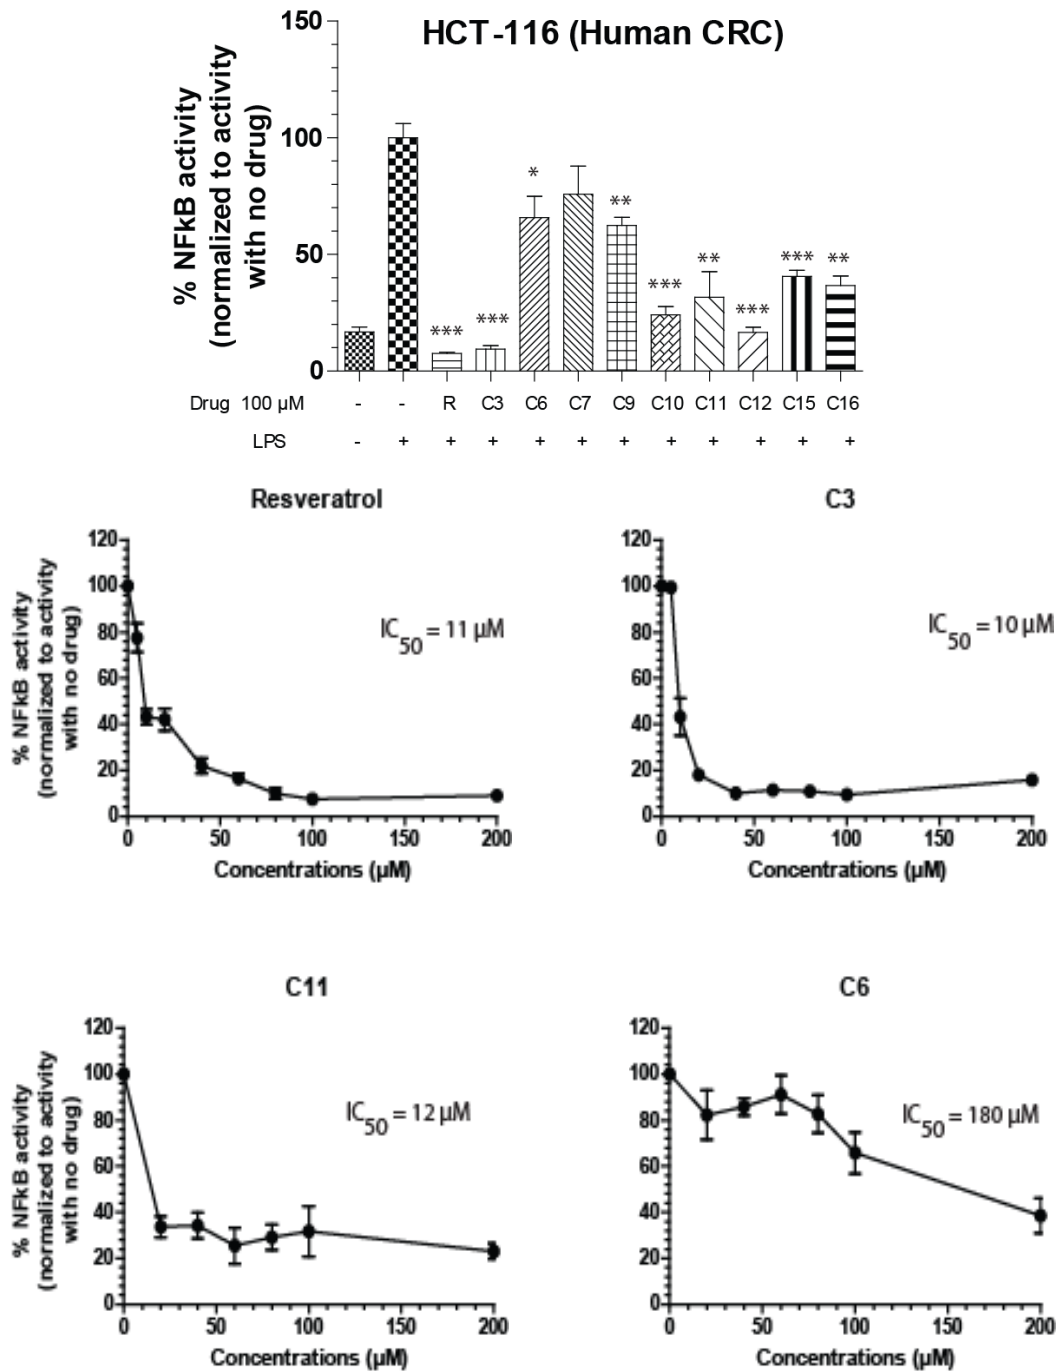 HCT-116 (Human CRC)
% NFkB activity
(normalized to activity
with no drug)
150
100
50
0
*
**
***
***
***
**
***
***
**
Drug 100 µM - - R C3 C6 C7 C9 C10 C11 C12 C15 C16
LPS - + + + + + + + + + + +
Resveratrol
% NFkB activity
(normalized to activity
with no drug)
120
100
80
60
40
20
0
IC50 = 11 µM
0 50 100 150 200
Concentrations (µM)
C3
120
100
80
60
40
20
0
IC50 = 10 µM
0 50 100 150 200
Concentrations (µM)
C11
% NFkB activity
(normalized to activity
with no drug)
120
100
80
60
40
20
0
IC50 = 12 µM
0 50 100 150 200
Concentrations (µM)
C6
120
100
80
60
40
20
0
IC50 = 180 µM
0 50 100 150 200
Concentrations (µM)